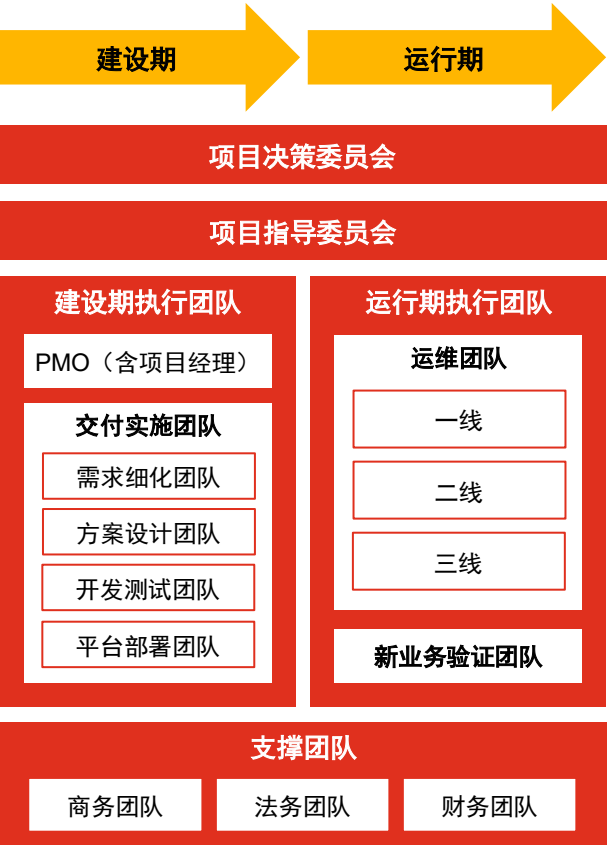 建设期
运行期
项目决策委员会
项目指导委员会
建设期执行团队
PMO（含项目经理）
交付实施团队
需求细化团队
方案设计团队
开发测试团队
平台部署团队
运行期执行团队
运维团队
一线
二线
三线
新业务验证团队
支撑团队
商务团队
法务团队
财务团队